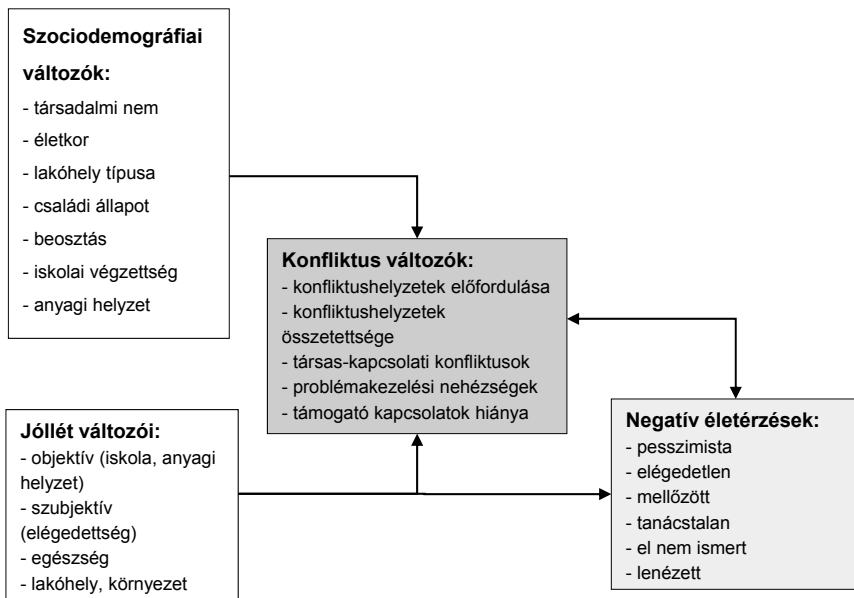 Szociodemográfiai
változók:
- társadalmi nem
- életkor
- lakóhely típusa
- családi állapot
- beosztás
- iskolai végzettség
- anyagi helyzet
Konfliktus változók:
- konfliktushelyzetek előfordulása
- konfliktushelyzetek
összetettsége
- társas-kapcsolati konfliktusok
- problémakezelési nehézségek
- támogató kapcsolatok hiánya
Jóllét változói:
- objektív (iskola, anyagi
helyzet)
- szubjektív
(elégedettség)
- egészség
- lakóhely, környezet
Negatív életérzések:
- pesszimista
- elégedetlen
- mellőzött
- tanácstalan
- el nem ismert
- lenézett